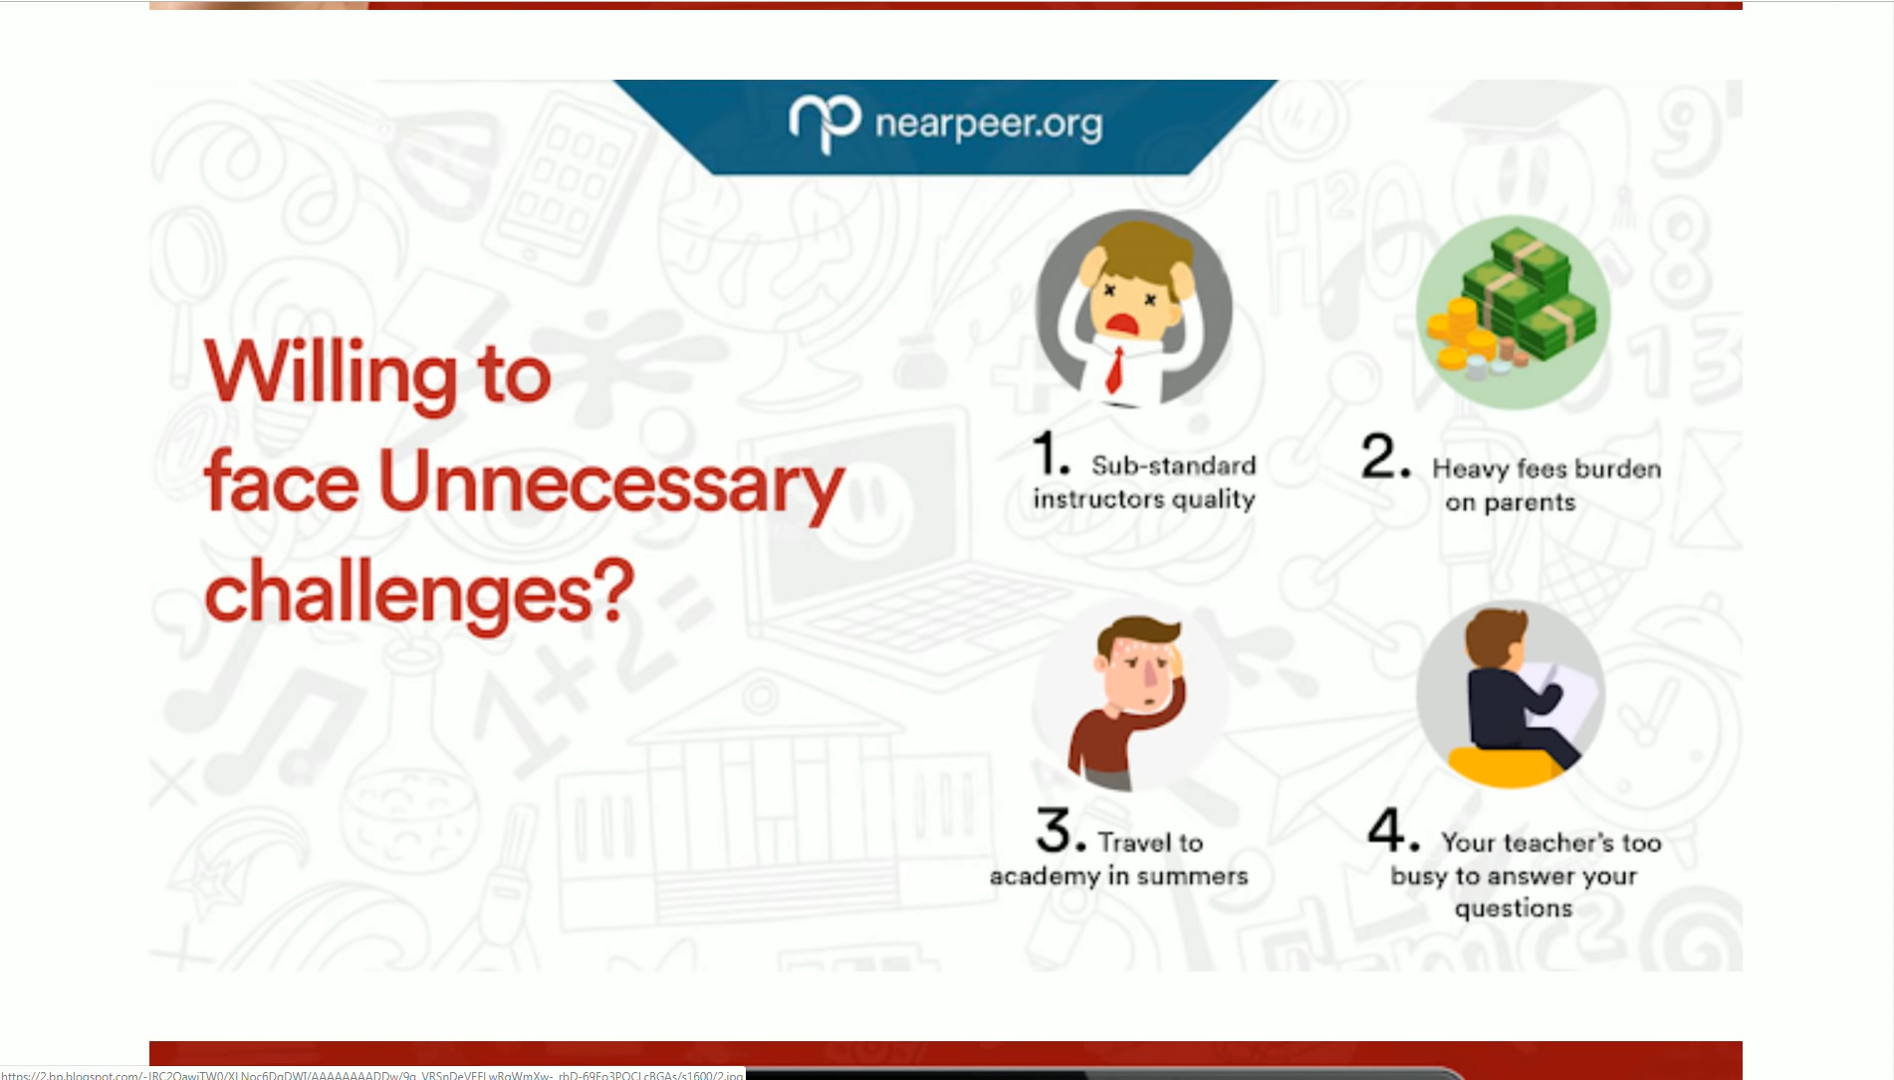 nearpeer.org
Willing to
face Unnecessary
challenges?
1. Sub-standard
instructors quality
2. Heavy fees burden
on parents
3. Travel to
academy in summers
4. Your teacher's too
busy to answer your
questions